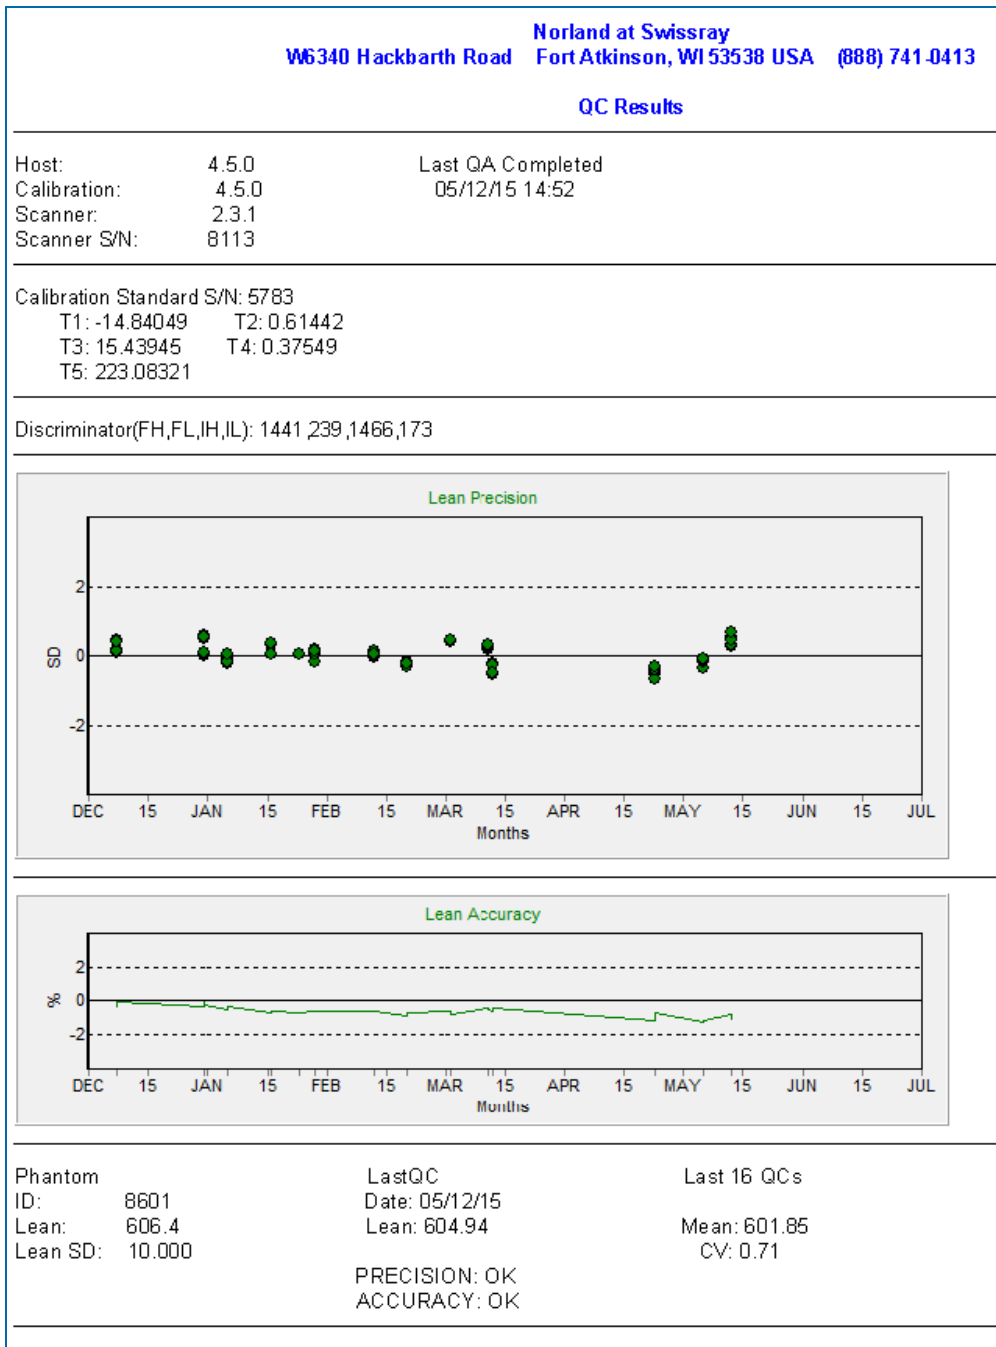 Norland at Swissray
W6340 Hackbarth Road Fort Atkinson, WI 53538 USA (888) 741-0413
QC Results
Host: 4.5.0 Last QA Completed
Calibration: 4.5.0 05/12/15 14:52
Scanner: 2.3.1
Scanner S/N: 8113
Calibration Standard S/N: 5783
T1: -14.84049 T2: 0.61442
T3: 15.43945 T4: 0.37549
T5: 223.08321
Discriminator(FH,FL,IH,IL): 1441,239,1466,173
Lean Precision
2
SD 0
-2
DEC 15 JAN 15 FEB 15 MAR 15 APR 15 MAY 15 JUN 15 JUL
Months
Lean Accuracy
2
% 0
-2
DEC 15 JAN 15 FEB 15 MAR 15 APR 15 MAY 15 JUN 15 JUL
Months
Phantom LastQC Last 16 QCs
ID: 8601 Date: 05/12/15
Lean: 606.4 Lean: 604.94 Mean: 601.85
Lean SD: 10.000 CV: 0.71
PRECISION: OK
ACCURACY: OK